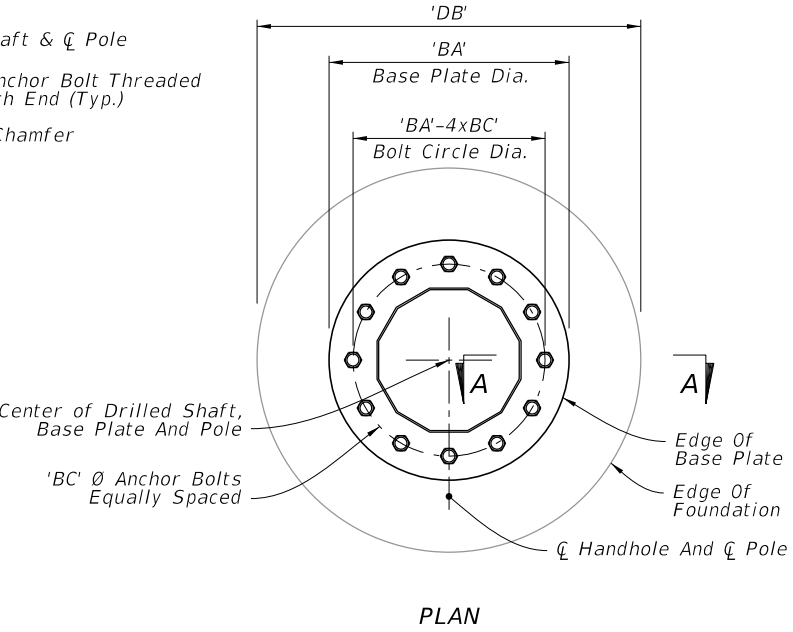 'DB'
aft & ℄ Pole
'BA'
Base Plate Dia.
nchor Bolt Threaded
h End (Typ.)
'BA'-4xBC'
Bolt Circle Dia.
Chamfer
A
A
Center of Drilled Shaft,
Base Plate And Pole
Edge Of
Base Plate
'BC' Ø Anchor Bolts
Equally Spaced
Edge Of
Foundation
℄ Handhole And ℄ Pole
PLAN